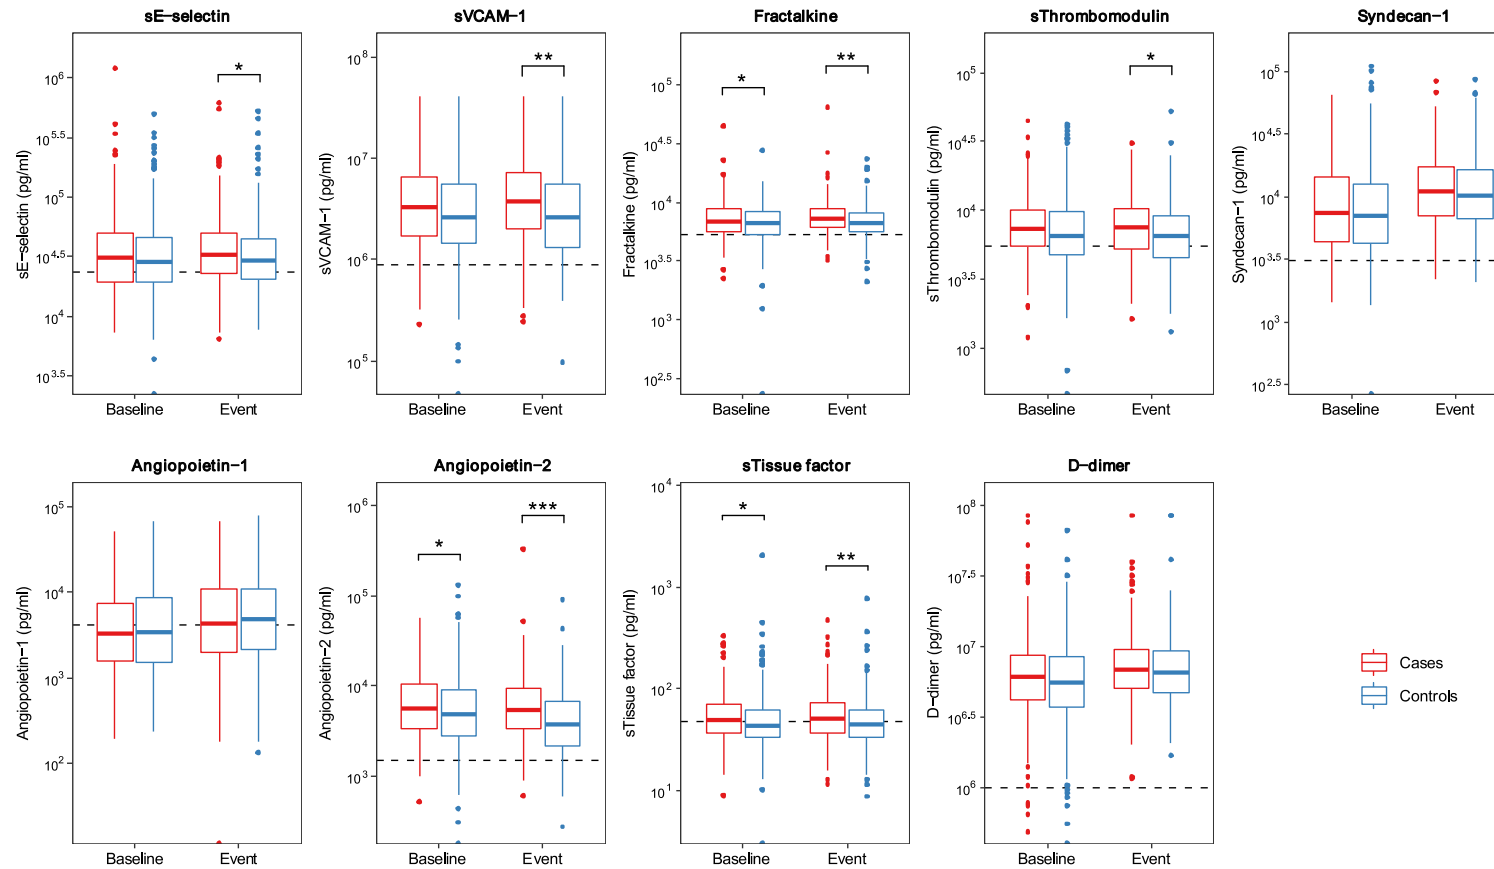 sE−selectin
sVCAM−1
Fractalkine
sThrombomodulin
Syndecan−1
sE−selectin (pg/ml)
10^6
10^5.5
10^5
10^4.5
10^4
10^3.5
*
Baseline Event
sVCAM−1 (pg/ml)
10^8
10^7
10^6
10^5
**
Baseline Event
Fractalkine (pg/ml)
10^5
10^4.5
10^4
10^3.5
10^3
10^2.5
*
**
Baseline Event
sThrombomodulin (pg/ml)
10^5
10^4.5
10^4
10^3.5
10^3
*
Baseline Event
Syndecan−1 (pg/ml)
10^5
10^4.5
10^4
10^3.5
10^3
10^2.5
Baseline Event
Angiopoietin−1
Angiopoietin−2
sTissue factor
D−dimer
Angiopoietin−1 (pg/ml)
10^5
10^4
10^3
10^2
Baseline Event
Angiopoietin−2 (pg/ml)
10^6
10^5
10^4
10^3
*
***
Baseline Event
sTissue factor (pg/ml)
10^4
10^3
10^2
10^1
*
**
Baseline Event
D−dimer (pg/ml)
10^8
10^7.5
10^7
10^6.5
10^6
Baseline Event
Cases
Controls